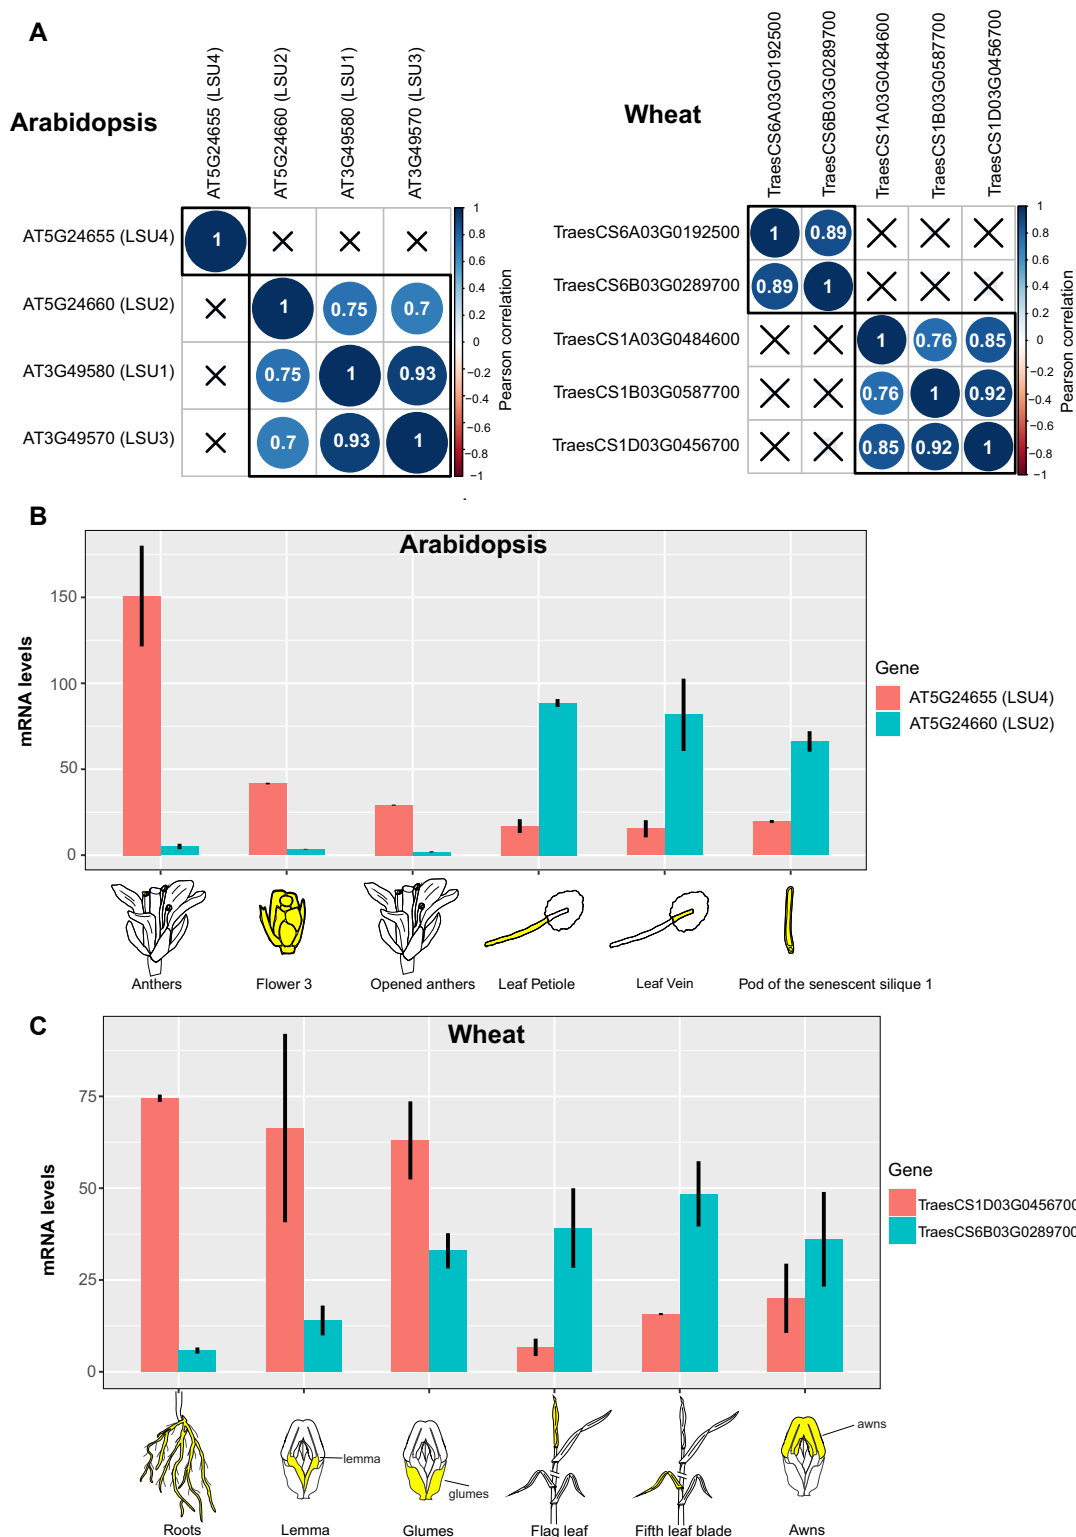 A
Arabidopsis
AT5G24655 (LSU4)
AT5G24660 (LSU2)
AT3G49580 (LSU1)
AT3G49570 (LSU3)
AT5G24655 (LSU4)
1
AT5G24660 (LSU2)
1
0.75
0.7
AT3G49580 (LSU1)
0.75
1
0.93
AT3G49570 (LSU3)
0.7
0.93
1
1
0.8
0.6
0.4
0.2
0
−0.2
−0.4
−0.6
−0.8
−1
Pearson correlation
Wheat
TraesCS6A03G0192500
TraesCS6B03G0289700
TraesCS1A03G0484600
TraesCS1B03G0587700
TraesCS1D03G0456700
TraesCS6A03G0192500
1
0.89
TraesCS6B03G0289700
0.89
1
TraesCS1A03G0484600
1
0.76
0.85
TraesCS1B03G0587700
0.76
1
0.92
TraesCS1D03G0456700
0.85
0.92
1
1
0.8
0.6
0.4
0.2
0
−0.2
−0.4
−0.6
−0.8
−1
Pearson correlation
B
Arabidopsis
mRNA levels
150
100
50
0
Gene
AT5G24655 (LSU4)
AT5G24660 (LSU2)
Anthers
Flower 3
Opened anthers
Leaf Petiole
Leaf Vein
Pod of the senescent silique 1
C
Wheat
mRNA levels
75
50
25
0
Gene
TraesCS1D03G0456700
TraesCS6B03G0289700
lemma
glumes
awns
Roots
Lemma
Glumes
Flag leaf
Fifth leaf blade
Awns